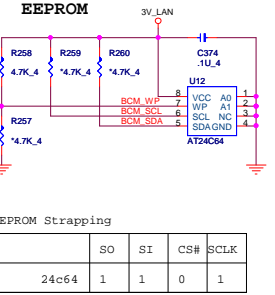 EEPROM
3V_LAN
R258 R259 R260 C374
4.7K_4 *4.7K_4 *4.7K_4 .1U_4
U12
8 VCC A0 1
BCM_WP 7 WP A1 2
BCM_SCL 6 SCL NC 3
BCM_SDA 5 SDA GND 4
R257
*4.7K_4
AT24C64
EPROM Strapping
SO SI CS# SCLK
24c64 1 1 0 1